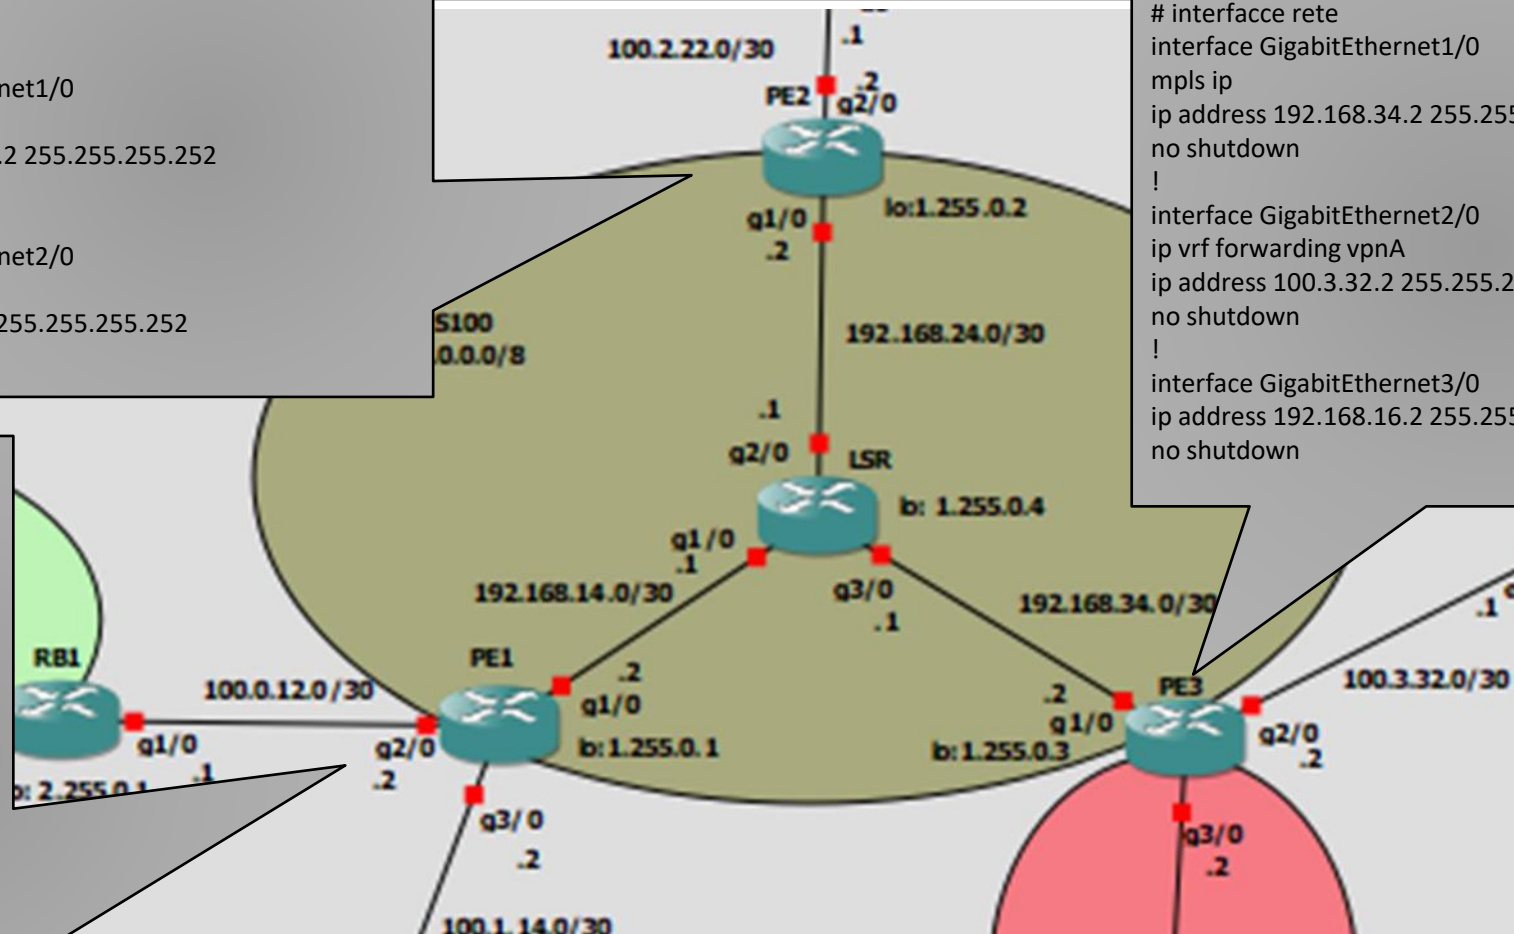 net1/0
.2 255.255.255.252
net2/0
255.255.255.252
# interfacce rete
interface GigabitEthernet1/0
mpls ip
ip address 192.168.34.2 255.255
no shutdown
!
interface GigabitEthernet2/0
ip vrf forwarding vpnA
ip address 100.3.32.2 255.255.2
no shutdown
!
interface GigabitEthernet3/0
ip address 192.168.16.2 255.255
no shutdown
100.2.22.0/30
.1
.2
PE2
g2/0
lo:1.255.0.2
g1/0
.2
S100
.0.0.0/8
192.168.24.0/30
.1
g2/0
LSR
lo: 1.255.0.4
g1/0
.1
192.168.14.0/30
g3/0
.1
192.168.34.0/30
RB1
100.0.12.0/30
g1/0
.1
o: 2.255.0.1
PE1
.2
g1/0
g2/0
.2
lo:1.255.0.1
g3/0
.2
100.1.14.0/30
.2
g1/0
PE3
lo:1.255.0.3
g2/0
.2
100.3.32.0/30
.1
g3/0
.2